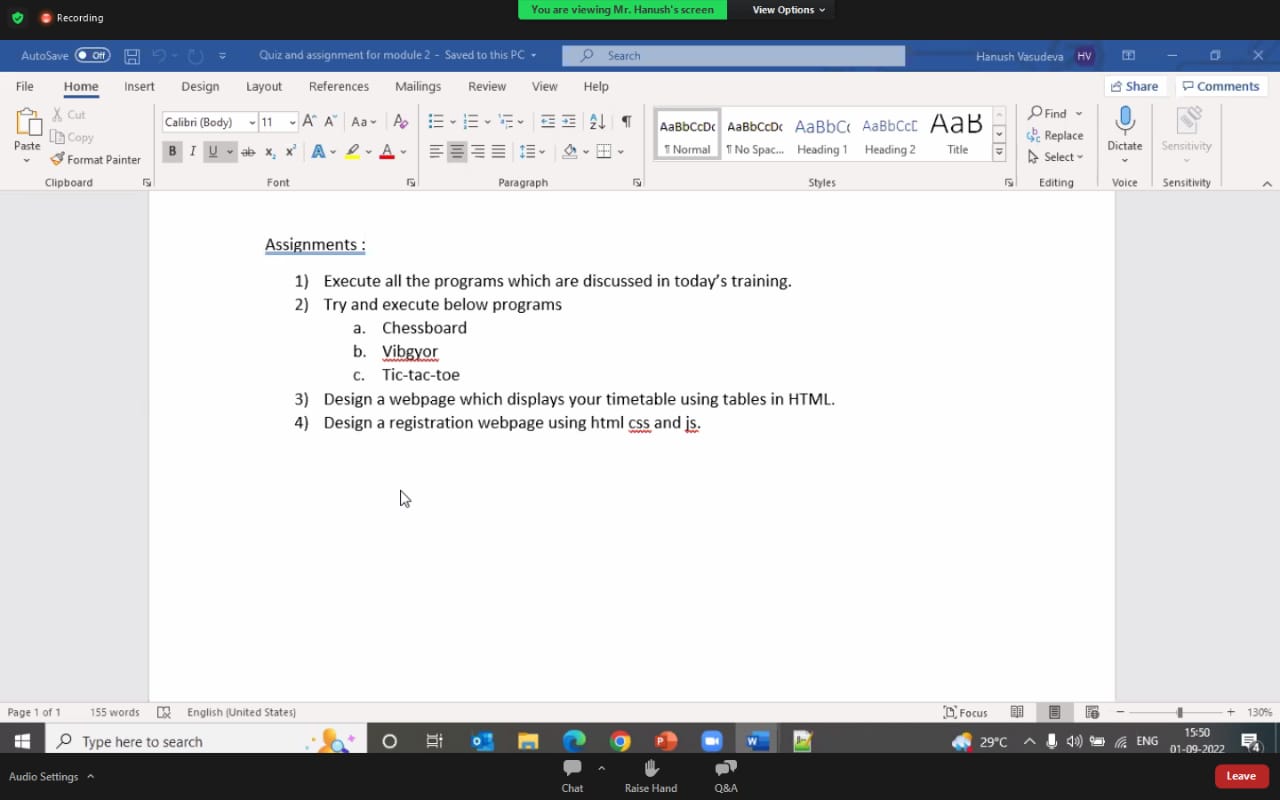 Recording
You are viewing Mr. Hanush's screen
View Options
AutoSave Off
Quiz and assignment for module 2 - Saved to this PC
Search
Hanush Vasudeva HV
File Home Insert Design Layout References Mailings Review View Help
Share Comments
Paste
Cut
Copy
Format Painter
Clipboard
Calibri (Body) 11
Font
Paragraph
AaBbCcDc AaBbCcDc AaBbC AaBbCcD AaB
¶ Normal ¶ No Spac... Heading 1 Heading 2 Title
Styles
Find
Replace
Select
Editing
Dictate
Voice
Sensitivity
Sensitivity
Assignments :
1) Execute all the programs which are discussed in today's training.
2) Try and execute below programs
a. Chessboard
b. Vibgyor
c. Tic-tac-toe
3) Design a webpage which displays your timetable using tables in HTML.
4) Design a registration webpage using html css and js.
Page 1 of 1 155 words English (United States) Focus 130%
Type here to search
29°C ENG 15:50
01-09-2022
4
Audio Settings
Chat Raise Hand Q&A
Leave